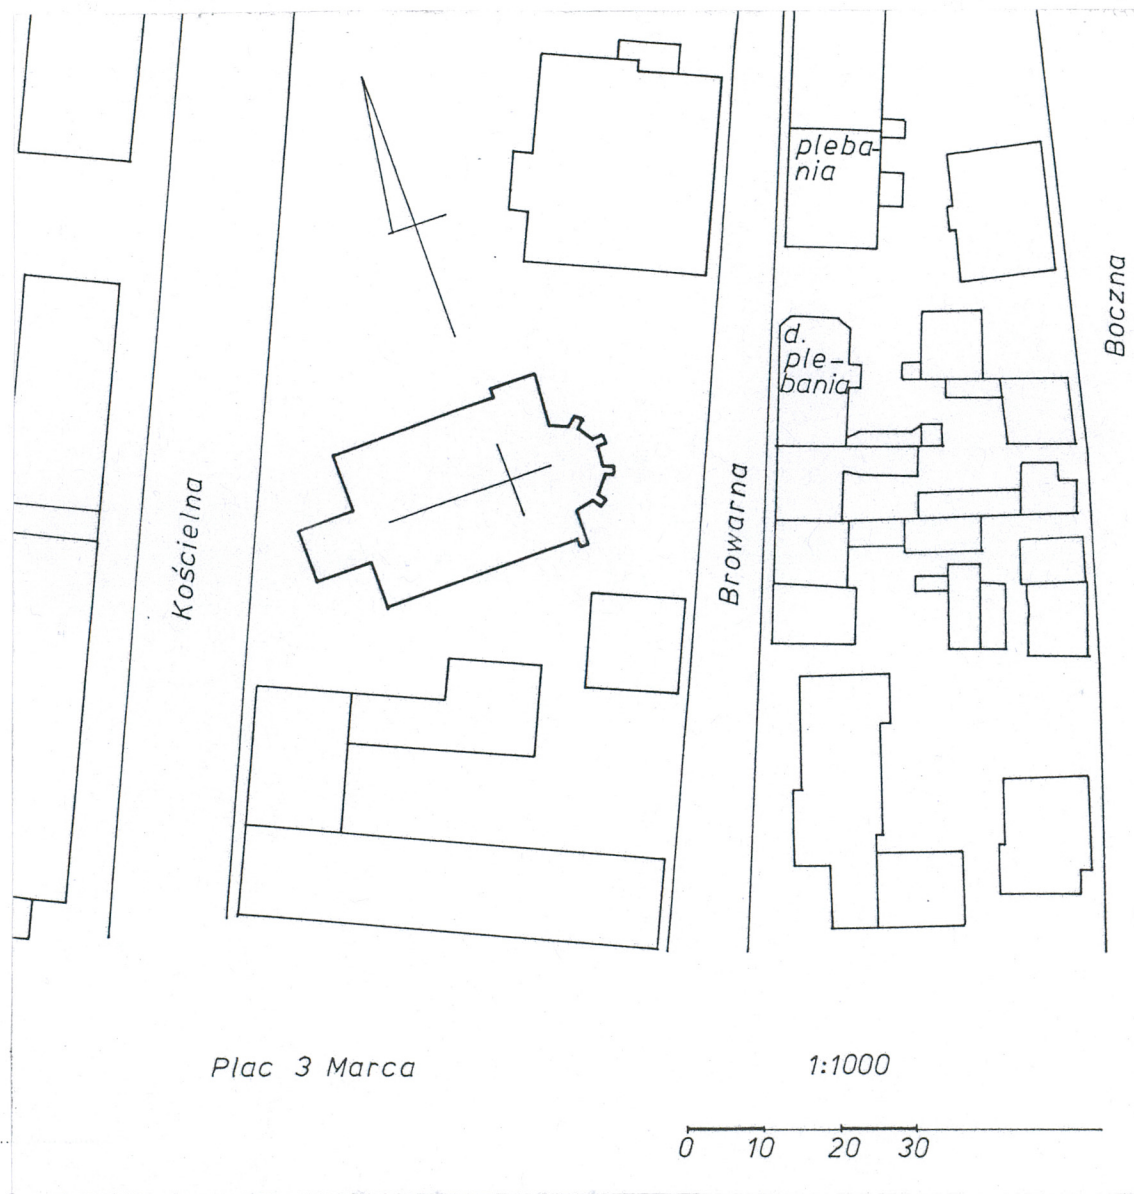 pleba-
nia
Boczna
d.
ple-
bania
Kościelna
Browarna
Plac 3 Marca
1:1000
0 10 20 30